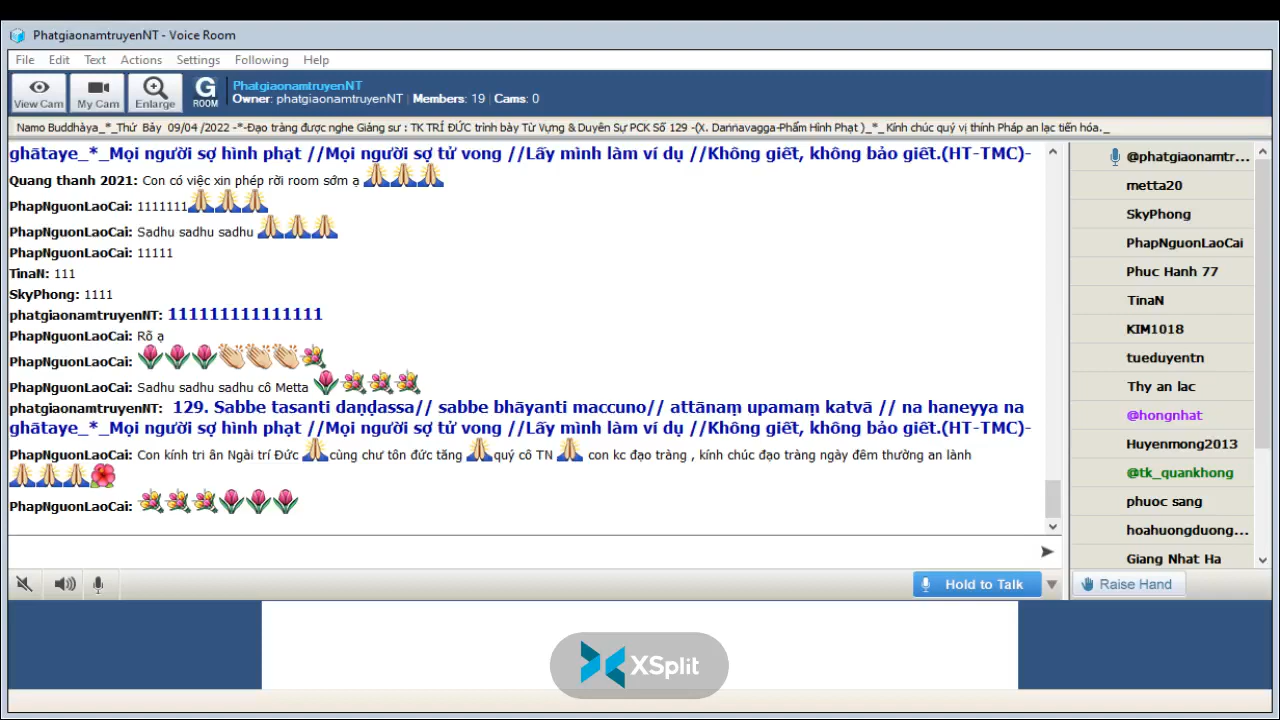 PhatgiaonamtruyenNT - Voice Room
File Edit Text Actions Settings Following Help
View Cam My Cam Enlarge G ROOM
PhatgiaonamtruyenNT
Owner: phatgiaonamtruyenNT | Members: 19 | Cams: 0
Namo Buddhàya_*_Thứ Bảy 09/04 /2022 -*-Đạo tràng được nghe Giảng sư : TK TRÍ ĐỨC trình bày Từ Vựng & Duyên Sự PCK Số 129 -(X. Daṇṇavagga-Phẩm Hình Phạt )_*_ Kính chúc quý vị thính Pháp an lạc tiến hóa._
ghātaye_*_Mọi người sợ hình phạt //Mọi người sợ tử vong //Lấy mình làm ví dụ //Không giết, không bảo giết.(HT-TMC)-
Quang thanh 2021: Con có việc xin phép rời room sớm ạ
PhapNguonLaoCai: 1111111
PhapNguonLaoCai: Sadhu sadhu sadhu
PhapNguonLaoCai: 11111
TinaN: 111
SkyPhong: 1111
phatgiaonamtruyenNT: 111111111111111
PhapNguonLaoCai: Rõ ạ
PhapNguonLaoCai:
PhapNguonLaoCai: Sadhu sadhu sadhu cô Metta
phatgiaonamtruyenNT: 129. Sabbe tasanti daṇḍassa// sabbe bhāyanti maccuno// attānaṃ upamaṃ katvā // na haneyya na
ghātaye_*_Mọi người sợ hình phạt //Mọi người sợ tử vong //Lấy mình làm ví dụ //Không giết, không bảo giết.(HT-TMC)-
PhapNguonLaoCai: Con kính tri ân Ngài trí Đức cùng chư tôn đức tăng quý cô TN con kc đạo tràng , kính chúc đạo tràng ngày đêm thường an lành
PhapNguonLaoCai:
@phatgiaonamtr...
metta20
SkyPhong
PhapNguonLaoCai
Phuc Hanh 77
TinaN
KIM1018
tueduyentn
Thy an lac
@hongnhat
Huyenmong2013
@tk_quankhong
phuoc sang
hoahuongduong...
Giang Nhat Ha
Hold to Talk
Raise Hand
XSplit